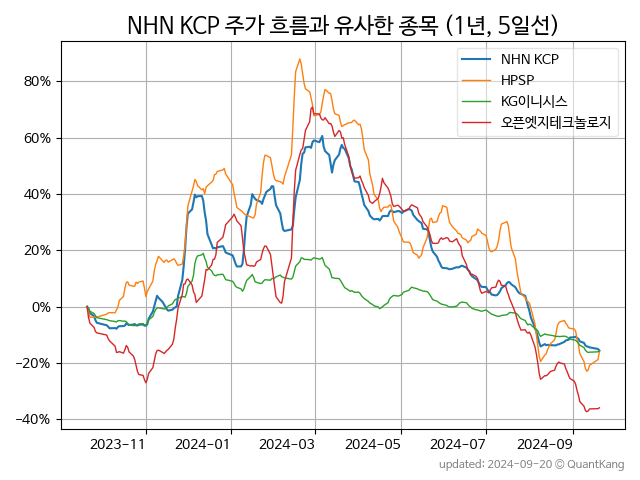 NHN KCP 주가 흐름과 유사한 종목 (1년, 5일선)
NHN KCP
HPSP
KG이니시스
오픈엣지테크놀로지
80%
60%
40%
20%
0%
−20%
−40%
2023-11
2024-01
2024-03
2024-05
2024-07
2024-09
updated: 2024-09-20 © QuantKang